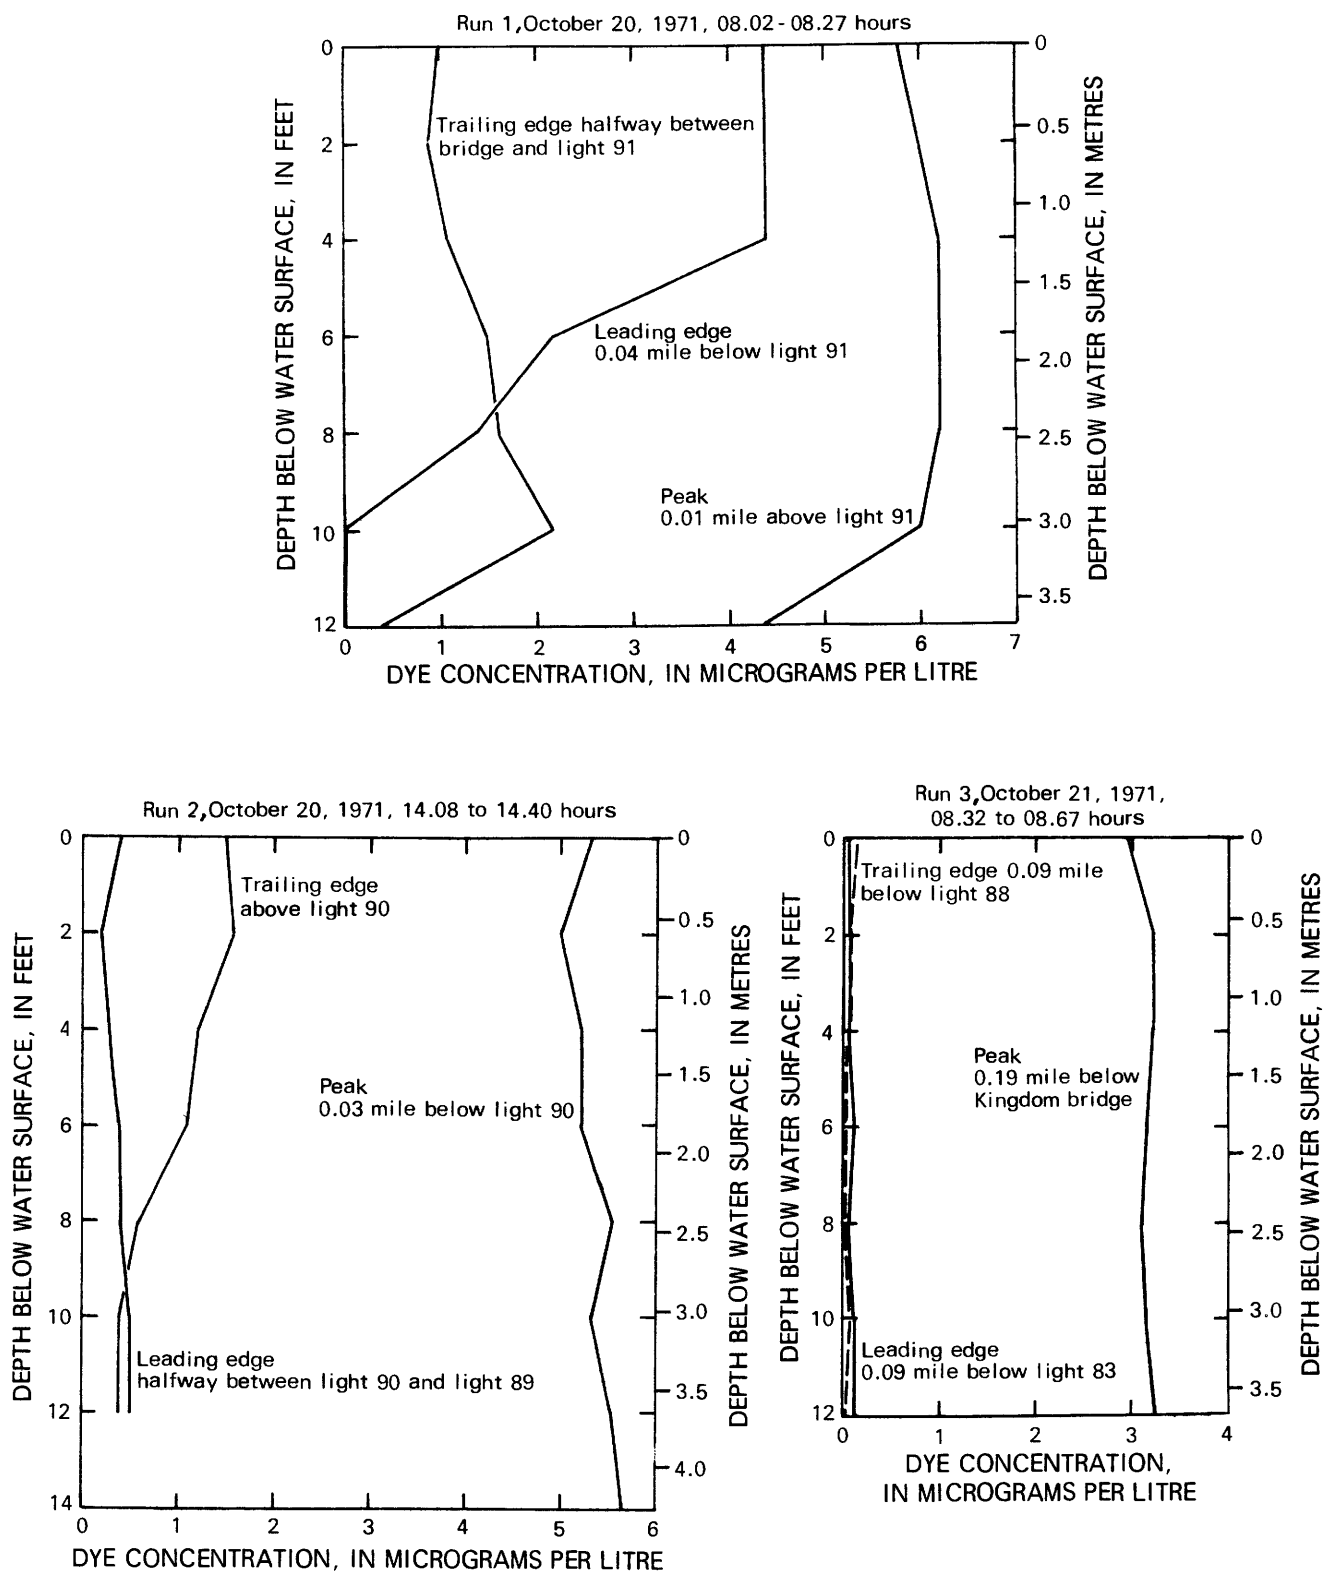 Run 1,October 20, 1971, 08.02-08.27 hours
DEPTH BELOW WATER SURFACE, IN FEET
0
2
4
6
8
10
12
Trailing edge halfway between
bridge and light 91
Leading edge
0.04 mile below light 91
Peak
0.01 mile above light 91
0
0.5
1.0
1.5
2.0
2.5
3.0
3.5
DEPTH BELOW WATER SURFACE, IN METRES
0 1 2 3 4 5 6 7
DYE CONCENTRATION, IN MICROGRAMS PER LITRE
Run 2,October 20, 1971, 14.08 to 14.40 hours
DEPTH BELOW WATER SURFACE, IN FEET
0
2
4
6
8
10
12
14
Trailing edge
above light 90
Peak
0.03 mile below light 90
Leading edge
halfway between light 90 and light 89
0
0.5
1.0
1.5
2.0
2.5
3.0
3.5
4.0
DEPTH BELOW WATER SURFACE, IN METRES
0 1 2 3 4 5 6
DYE CONCENTRATION, IN MICROGRAMS PER LITRE
Run 3,October 21, 1971,
08.32 to 08.67 hours
DEPTH BELOW WATER SURFACE, IN FEET
0
2
4
6
8
10
12
Trailing edge 0.09 mile
below light 88
Peak
0.19 mile below
Kingdom bridge
Leading edge
0.09 mile below light 83
0
0.5
1.0
1.5
2.0
2.5
3.0
3.5
DEPTH BELOW WATER SURFACE, IN METRES
0 1 2 3 4
DYE CONCENTRATION,
IN MICROGRAMS PER LITRE